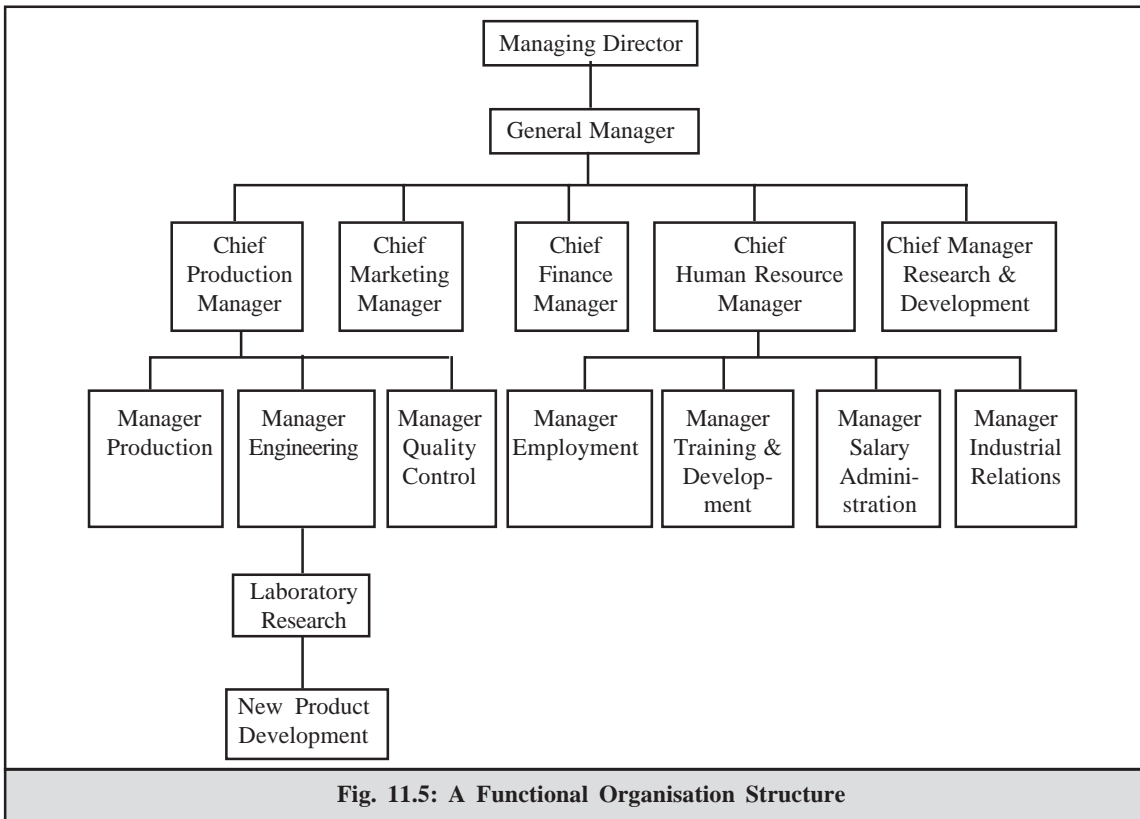 Managing Director
General Manager
Chief
Production
Manager
Chief
Marketing
Manager
Chief
Finance
Manager
Chief
Human Resource
Manager
Chief Manager
Research &
Development
Manager
Production
Manager
Engineering
Manager
Quality
Control
Manager
Employment
Manager
Training &
Develop-
ment
Manager
Salary
Admini-
stration
Manager
Industrial
Relations
Laboratory
Research
New Product
Development
Fig. 11.5: A Functional Organisation Structure